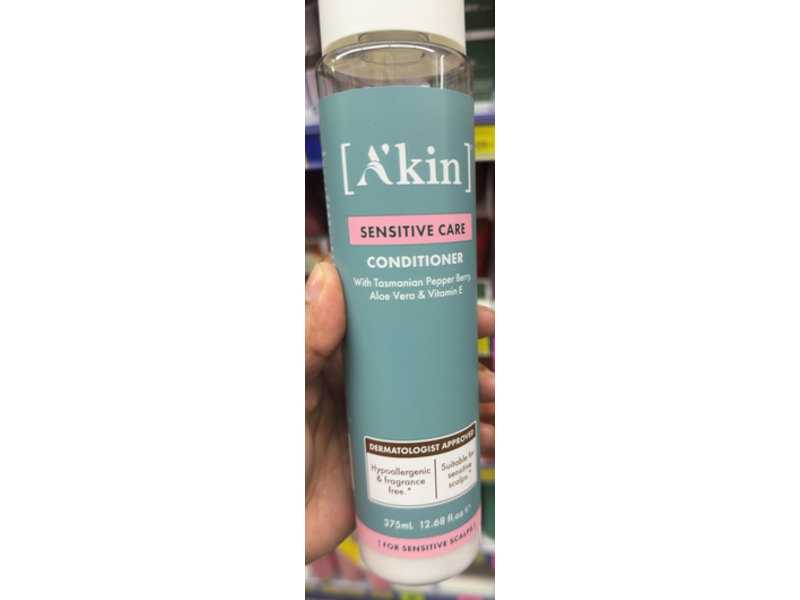 [A'kin]
SENSITIVE CARE
CONDITIONER
With Tasmanian Pepper Berry,
Aloe Vera & Vitamin E
DERMATOLOGIST APPROVED
Hypoallergenic
& fragrance
free.*
Suitable for
sensitive
scalps.*
375mL 12.68 fl.oz.℮
| FOR SENSITIVE SCALPS |